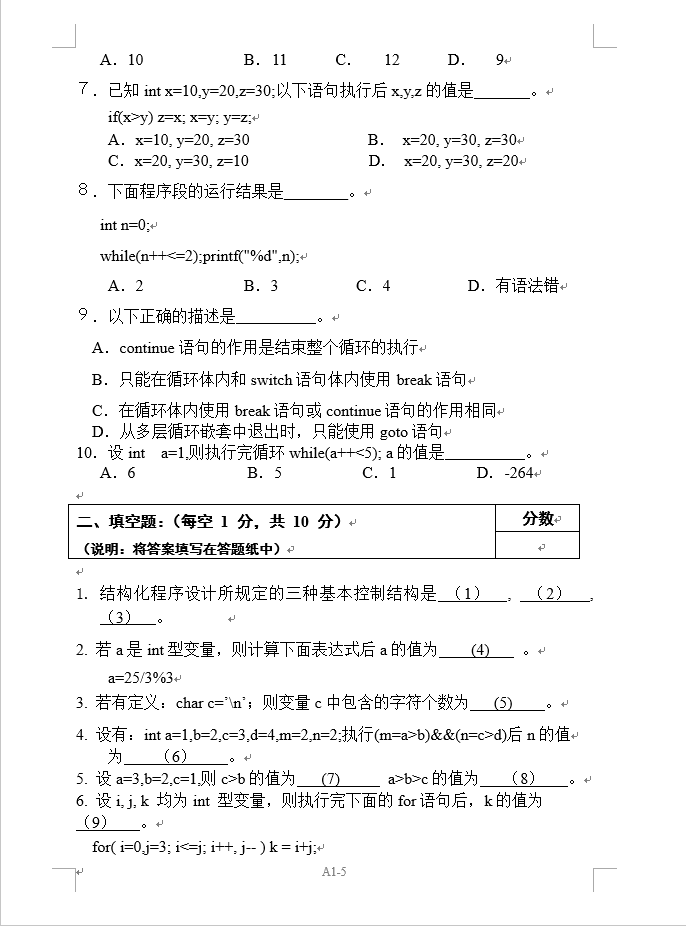 A．10 B．11 C． 12 D． 9
７．已知 int x=10,y=20,z=30;以下语句执行后 x,y,z 的值是_______。
if(x>y) z=x; x=y; y=z;
A．x=10, y=20, z=30 B． x=20, y=30, z=30
C．x=20, y=30, z=10 D． x=20, y=30, z=20
８．下面程序段的运行结果是________。
int n=0;
while(n++<=2);printf("%d",n);
A．2 B．3 C．4 D．有语法错
９．以下正确的描述是__________。
A．continue 语句的作用是结束整个循环的执行
B．只能在循环体内和 switch 语句体内使用 break 语句
C．在循环体内使用 break 语句或 continue 语句的作用相同
D．从多层循环嵌套中退出时，只能使用 goto 语句
10．设 int a=1,则执行完循环 while(a++<5); a 的值是__________。
A．6 B．5 C．1 D．-264
二、填空题：（每空 1 分，共 10 分） 分数
（说明：将答案填写在答题纸中）
1. 结构化程序设计所规定的三种基本控制结构是 （1） , （2） ,
（3） 。
2. 若 a 是 int 型变量，则计算下面表达式后 a 的值为 (4) 。
a=25/3%3
3. 若有定义：char c=’\n’；则变量 c 中包含的字符个数为 (5) 。
4. 设有：int a=1,b=2,c=3,d=4,m=2,n=2;执行(m=a>b)&&(n=c>d)后 n 的值
为 （6） 。
5. 设 a=3,b=2,c=1,则 c>b 的值为 (7) a>b>c 的值为 （8） 。
6. 设 i, j, k 均为 int 型变量，则执行完下面的 for 语句后，k 的值为
（9） 。
for( i=0,j=3; i<=j; i++, j-- ) k = i+j;
A1-5